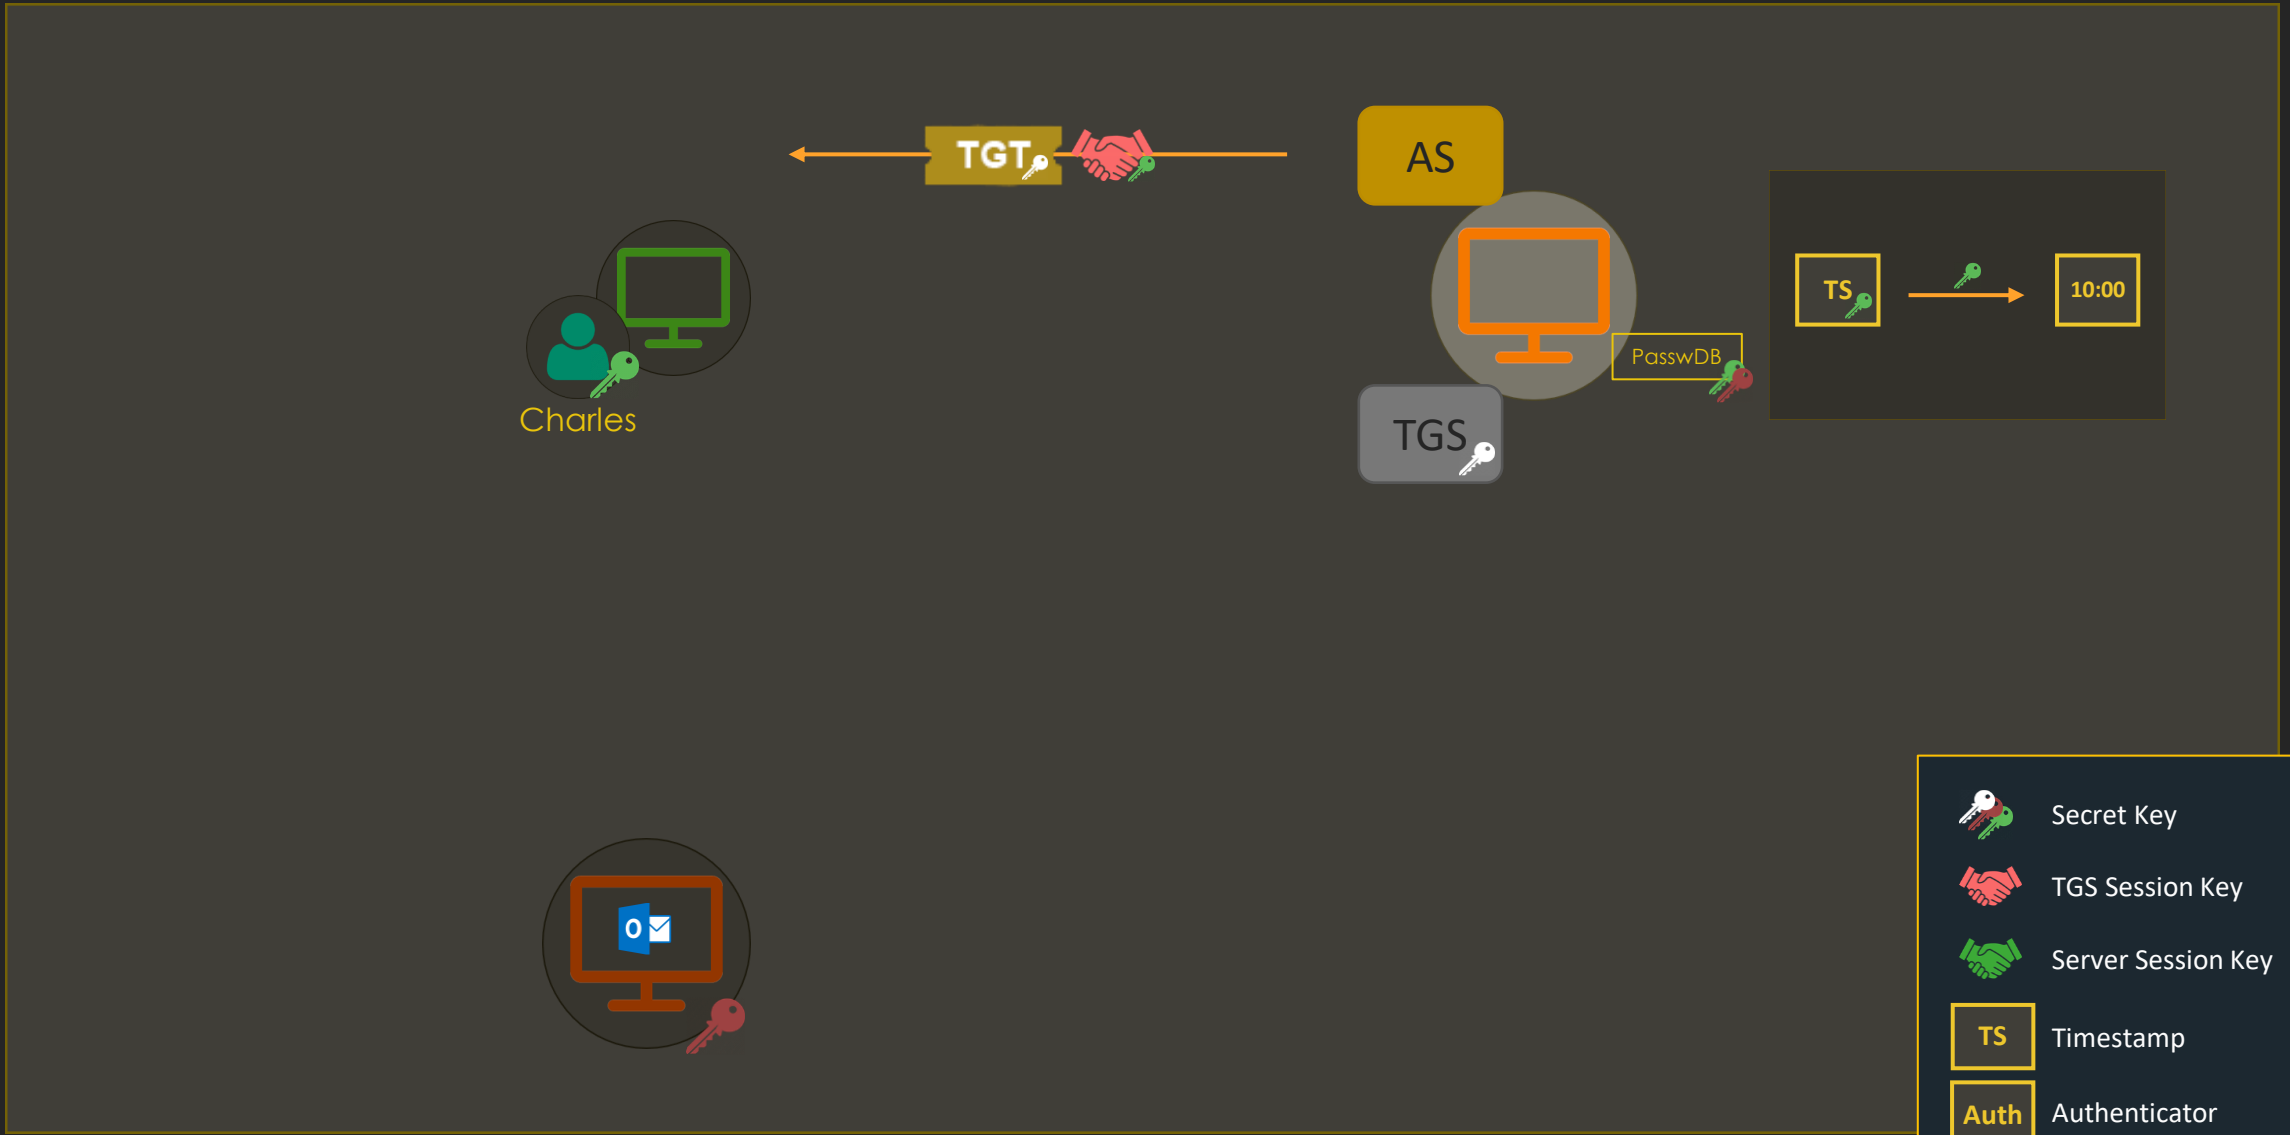 TGT
AS
TS
10:00
PasswDB
Charles
TGS
Secret Key
TGS Session Key
O
Server Session Key
TS
Timestamp
Auth
Authenticator